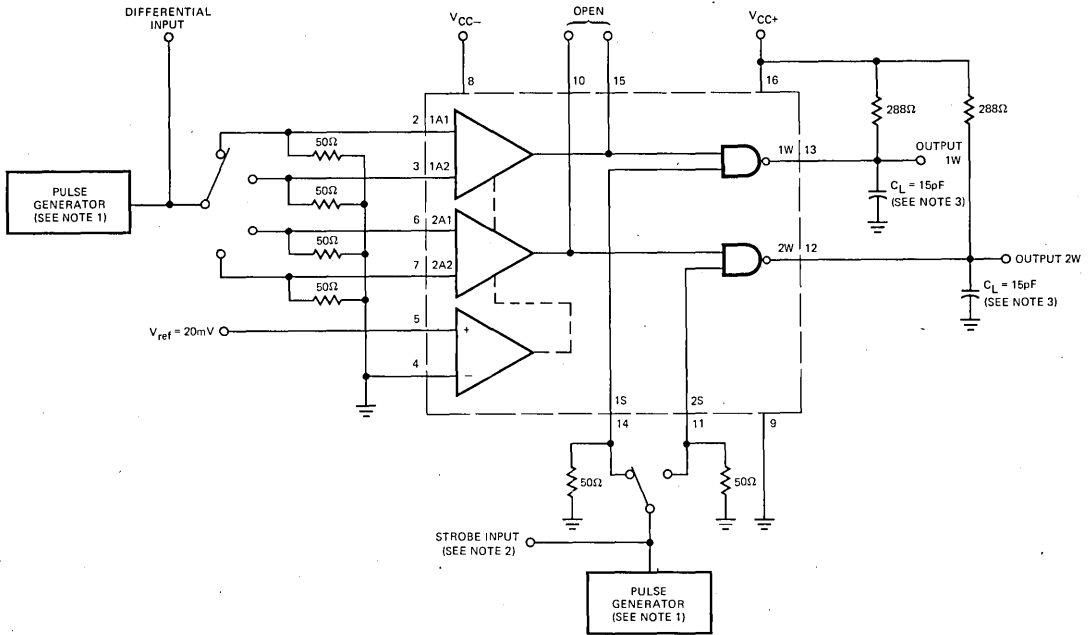 DIFFERENTIAL
INPUT
VCC−
OPEN
VCC+
8
10
15
16
288Ω
288Ω
2
1A1
50Ω
3
1A2
50Ω
1W
13
OUTPUT
1W
CL = 15pF
(SEE NOTE 3)
PULSE
GENERATOR
(SEE NOTE 1)
6
2A1
50Ω
7
2A2
50Ω
2W
12
OUTPUT 2W
CL = 15pF
(SEE NOTE 3)
Vref = 20mV
5
+
4
−
1S
2S
14
11
9
50Ω
50Ω
STROBE INPUT
(SEE NOTE 2)
PULSE
GENERATOR
(SEE NOTE 1)